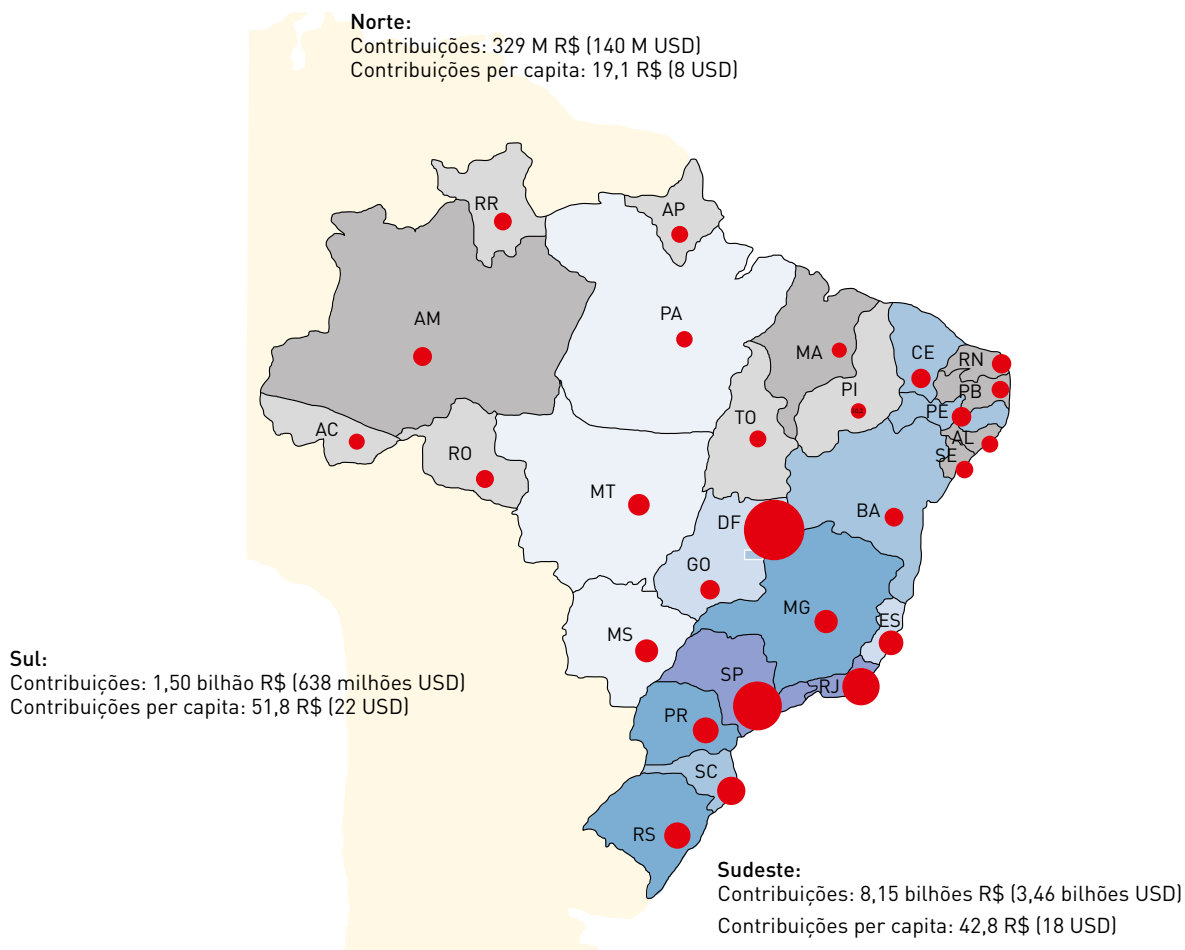 Norte:
Contribuições: 329 M R$ (140 M USD)
Contribuições per capita: 19,1 R$ (8 USD)
RR
AP
AM
PA
MA
CE
RN
PI
PB
PE
TO
AC
AL
RO
SE
MT
DF
BA
GO
MG
ES
MS
Sul:
Contribuições: 1,50 bilhão R$ (638 milhões USD)
Contribuições per capita: 51,8 R$ (22 USD)
SP
RJ
PR
SC
RS
Sudeste:
Contribuições: 8,15 bilhões R$ (3,46 bilhões USD)
Contribuições per capita: 42,8 R$ (18 USD)